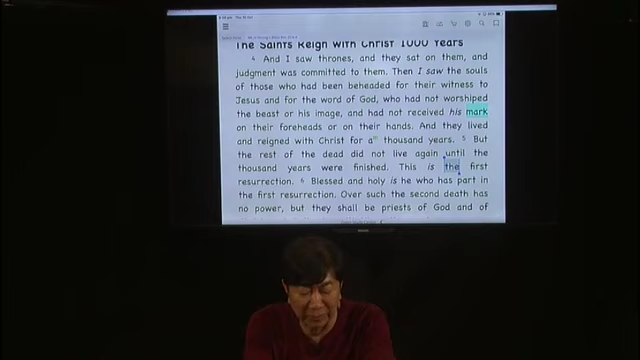 The Saints Reign With Christ 1000 Years
4 And I saw thrones, and they sat on them, and
judgment was committed to them. Then I saw the souls
of those who had been beheaded for their witness to
Jesus and for the word of God, who had not worshiped
the beast or his image, and had not received his mark
on their foreheads or on their hands. And they lived
and reigned with Christ for a thousand years. 5 But
the rest of the dead did not live again until the
thousand years were finished. This is the first
resurrection. 6 Blessed and holy is he who has part in
the first resurrection. Over such the second death has
no power, but they shall be priests of God and of